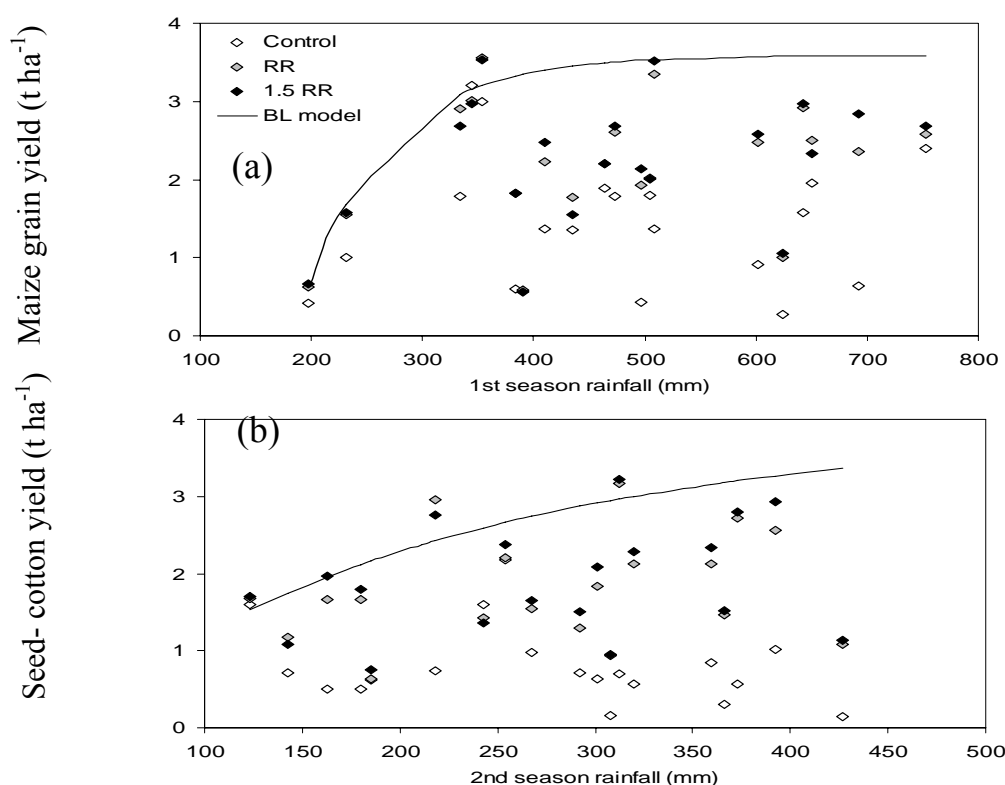 Maize grain yield (t ha⁻¹)
4
3
2
1
0
Control
RR
1.5 RR
BL model
(a)
100 200 300 400 500 600 700 800
1st season rainfall (mm)
Seed- cotton yield (t ha⁻¹)
4
3
2
1
0
(b)
100 150 200 250 300 350 400 450 500
2nd season rainfall (mm)